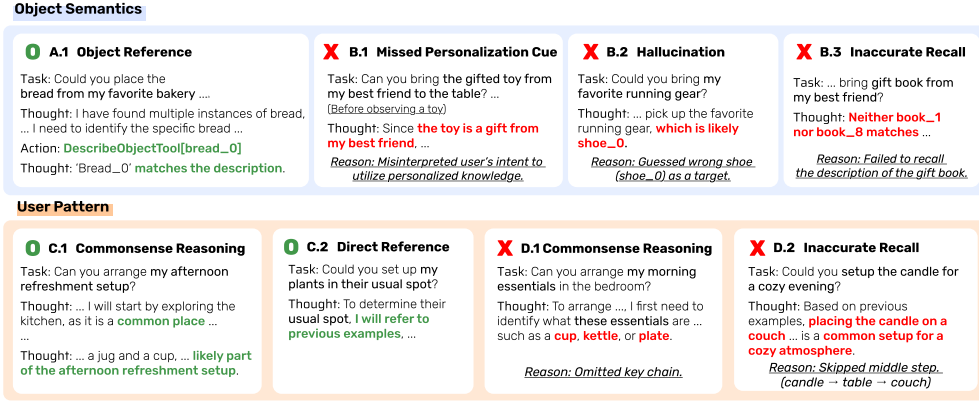 Object Semantics
O A.1 Object Reference
Task: Could you place the
bread from my favorite bakery ....
Thought: I have found multiple instances of bread,
... I need to identify the specific bread ...
Action: DescribeObjectTool[bread_0]
Thought: 'Bread_0' matches the description.
X B.1 Missed Personalization Cue
Task: Can you bring the gifted toy from
my best friend to the table? ...
(Before observing a toy)
Thought: Since the toy is a gift from
my best friend, ...
Reason: Misinterpreted user's intent to
utilize personalized knowledge.
X B.2 Hallucination
Task: Could you bring my
favorite running gear?
Thought: ... pick up the favorite
running gear, which is likely
shoe_0.
Reason: Guessed wrong shoe
(shoe_0) as a target.
X B.3 Inaccurate Recall
Task: ... bring gift book from
my best friend?
Thought: Neither book_1
nor book_8 matches ...
Reason: Failed to recall
the description of the gift book.
User Pattern
O C.1 Commonsense Reasoning
Task: Can you arrange my afternoon
refreshment setup?
Thought: ... I will start by exploring the
kitchen, as it is a common place ...
...
Thought: ... a jug and a cup, ... likely part
of the afternoon refreshment setup.
O C.2 Direct Reference
Task: Could you set up my
plants in their usual spot?
Thought: To determine their
usual spot, I will refer to
previous examples, ...
X D.1 Commonsense Reasoning
Task: Can you arrange my morning
essentials in the bedroom?
Thought: To arrange ..., I first need to
identify what these essentials are ...
such as a cup, kettle, or plate.
Reason: Omitted key chain.
X D.2 Inaccurate Recall
Task: Could you setup the candle for
a cozy evening?
Thought: Based on previous
examples, placing the candle on a
couch ... is a common setup for a
cozy atmosphere.
Reason: Skipped middle step.
(candle → table → couch)